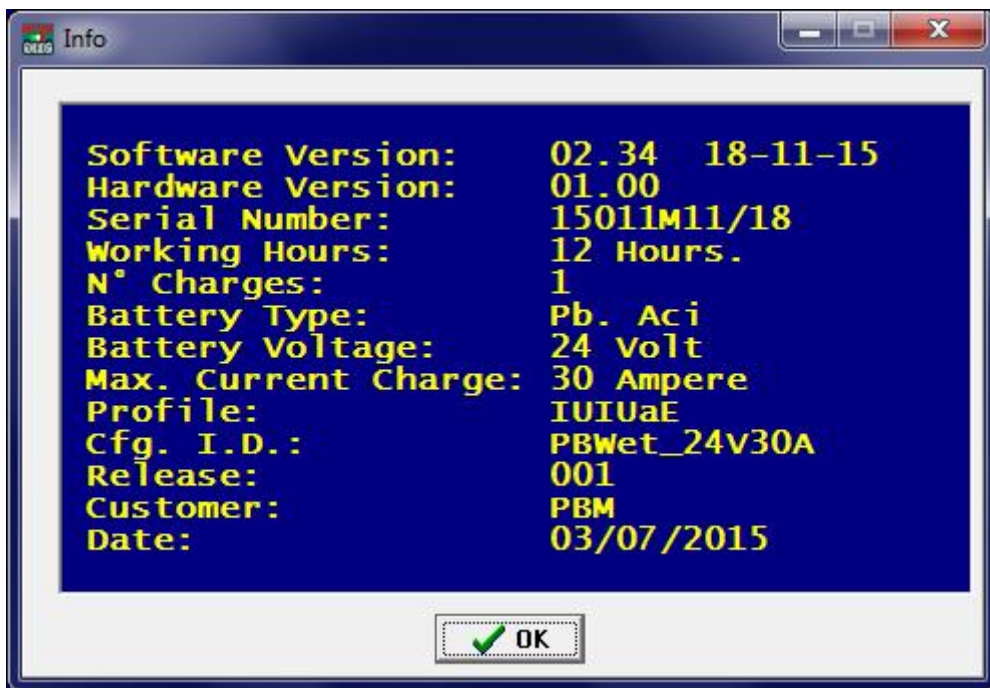 Info
Software Version: 02.34 18-11-15
Hardware Version: 01.00
Serial Number: 15011M11/18
Working Hours: 12 Hours.
N° Charges: 1
Battery Type: Pb. Aci
Battery Voltage: 24 Volt
Max. Current Charge: 30 Ampere
Profile: IUIUaE
Cfg. I.D.: PBWet_24V30A
Release: 001
Customer: PBM
Date: 03/07/2015
OK